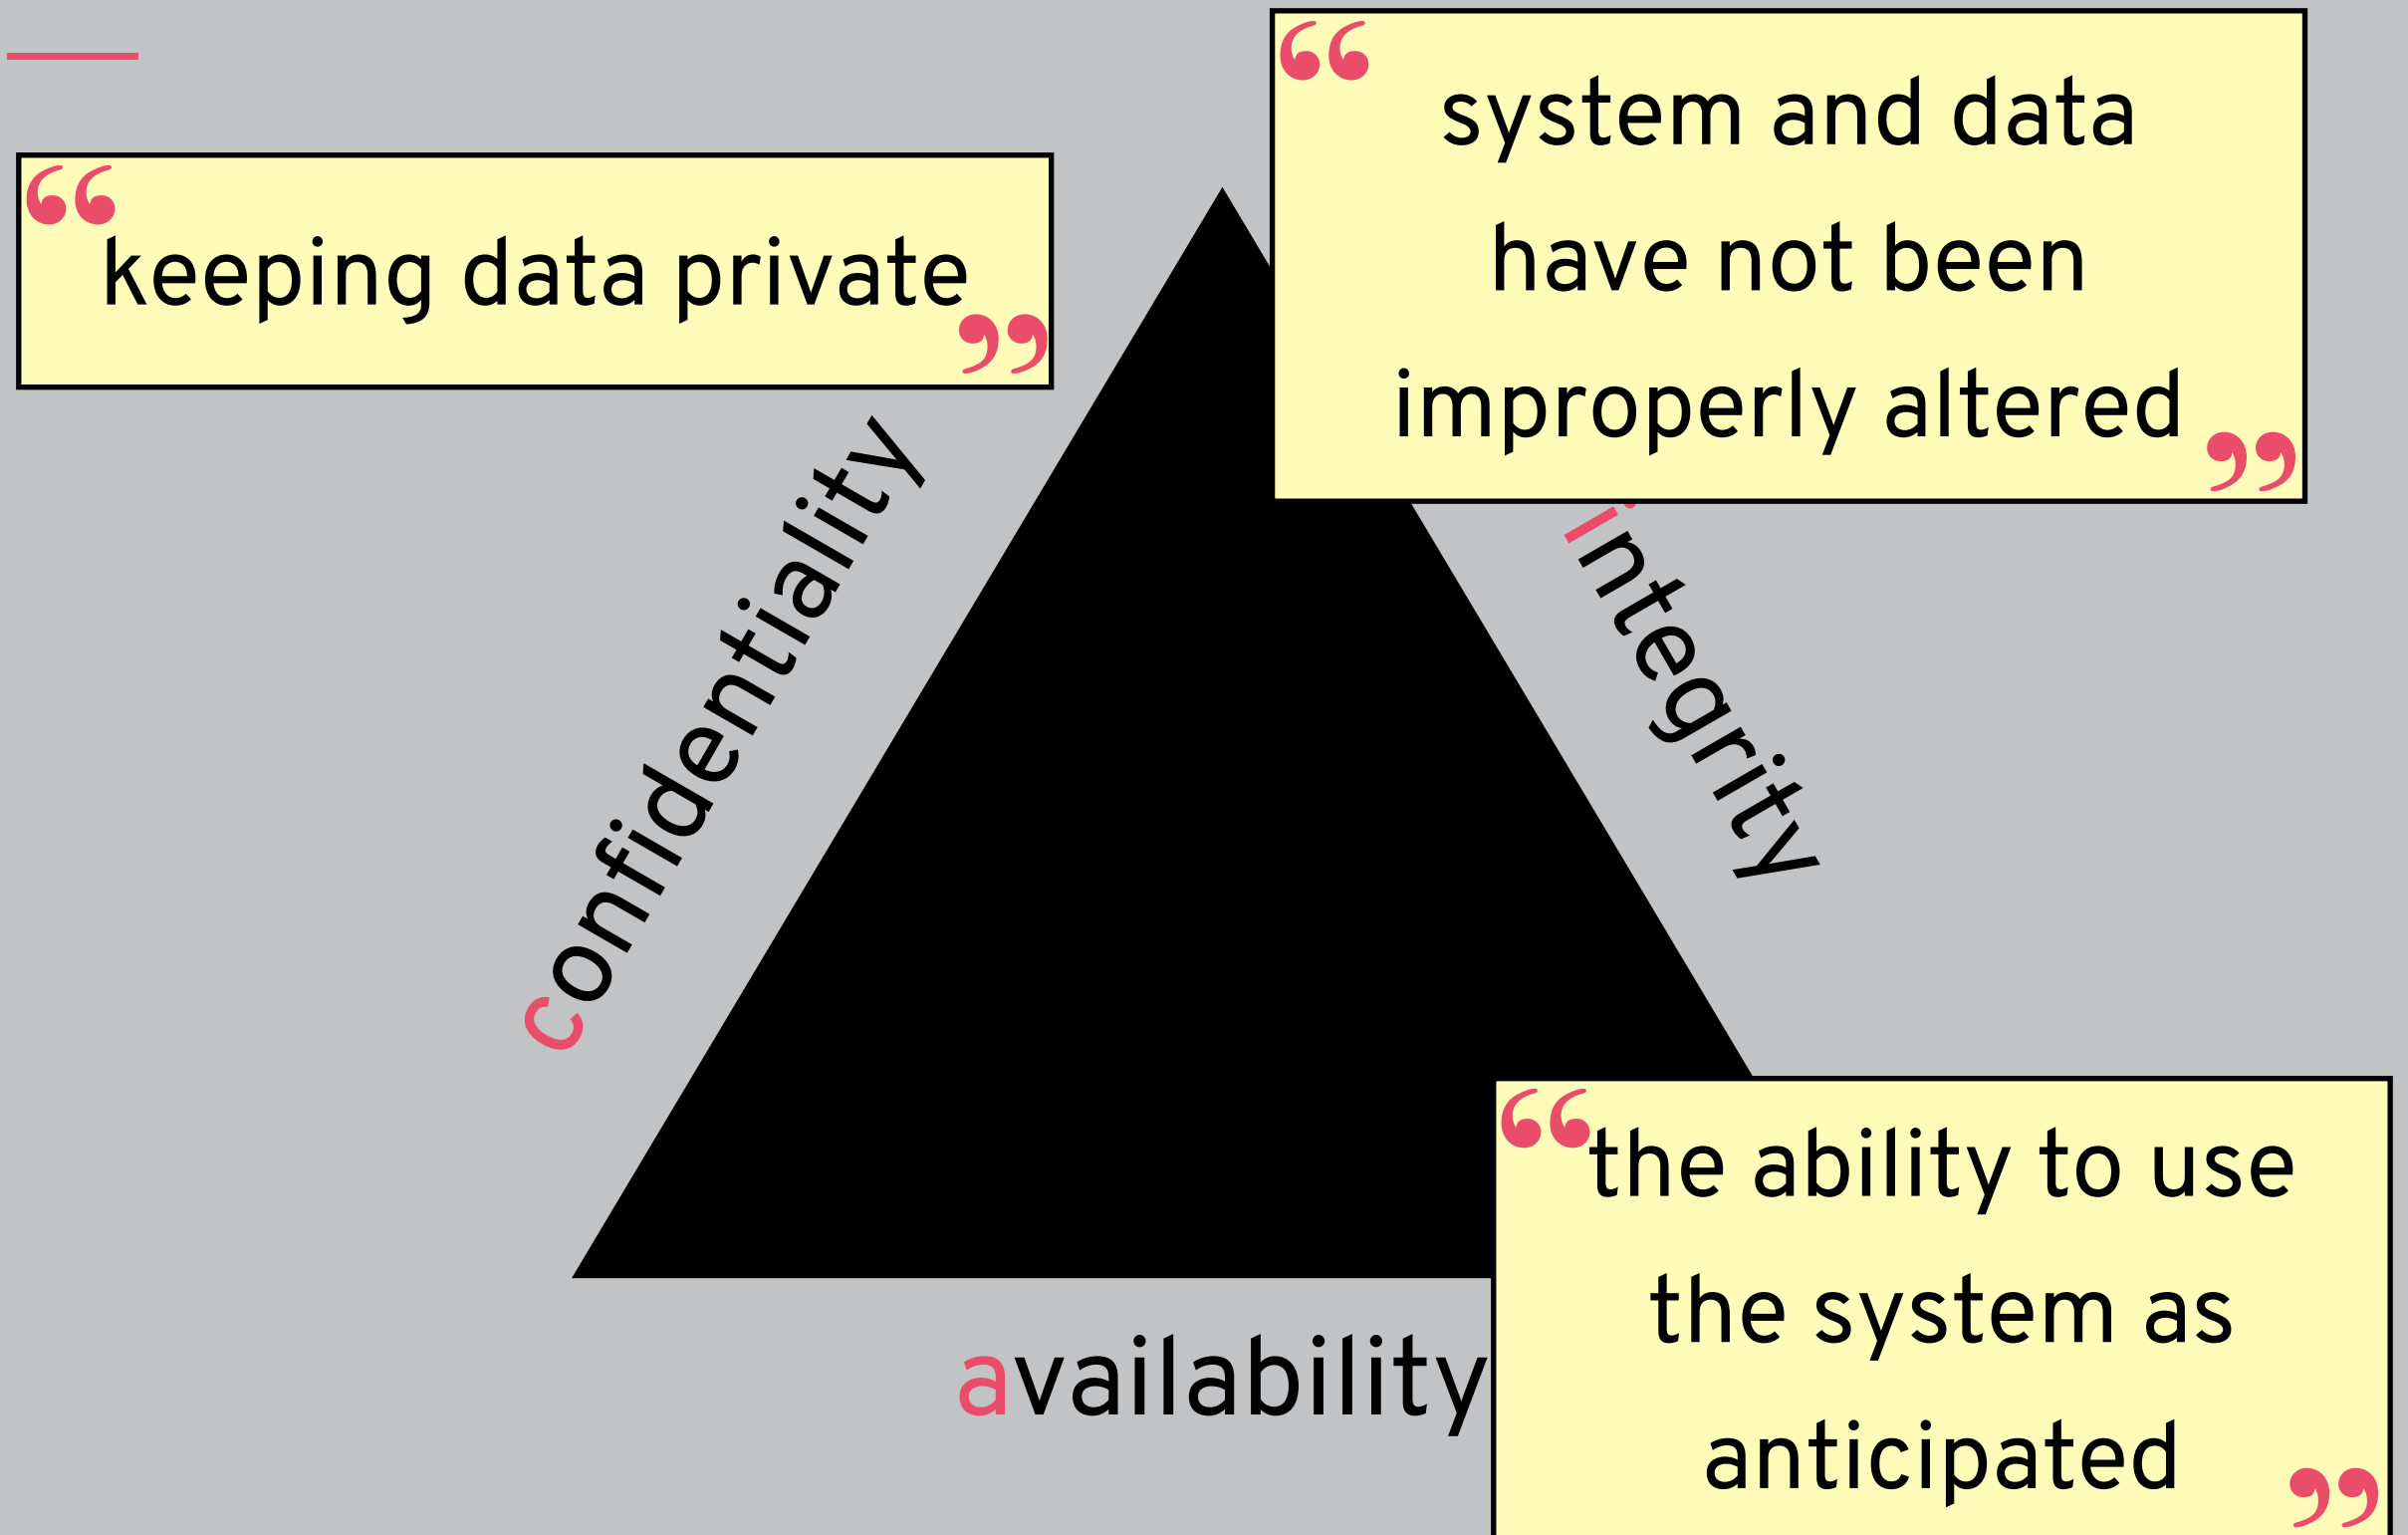 “keeping data private”
“system and data
have not been
improperly altered”
confidentiality
integrity
“the ability to use
the system as
anticipated”
availability